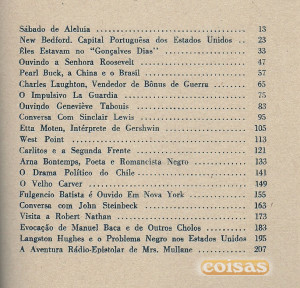 Sábado de Aleluia ... 13
New Bedford. Capital Portuguêsa dos Estados Unidos .. 23
Êles Estavam no "Gonçalves Dias" ... 33
Ouvindo a Senhora Roosevelt ... 47
Pearl Buck, a China e o Brasil ... 57
Charles Laughton, Vendedor de Bônus de Guerra ... 65
O Impulsivo La Guardia ... 75
Ouvindo Geneviève Tabouis ... 83
Conversa Com Sinclair Lewis ... 95
Etta Moten, Intérprete de Gershwin ... 105
West Point ... 113
Carlitos e a Segunda Frente ... 121
Arna Bontemps, Poeta e Romancista Negro ... 133
O Drama Político do Chile ... 141
O Velho Carver ... 149
Fulgencio Batista é Ouvido Em Nova York ... 155
Conversa com John Steinbeck ... 163
Visita a Robert Nathan ... 173
Evocação de Manuel Baca e de Outros Cholos ... 183
Langston Hughes e o Problema Negro nos Estados Unidos 195
A Aventura Rádio-Epistolar de Mrs. Mullane ... 207
coisas